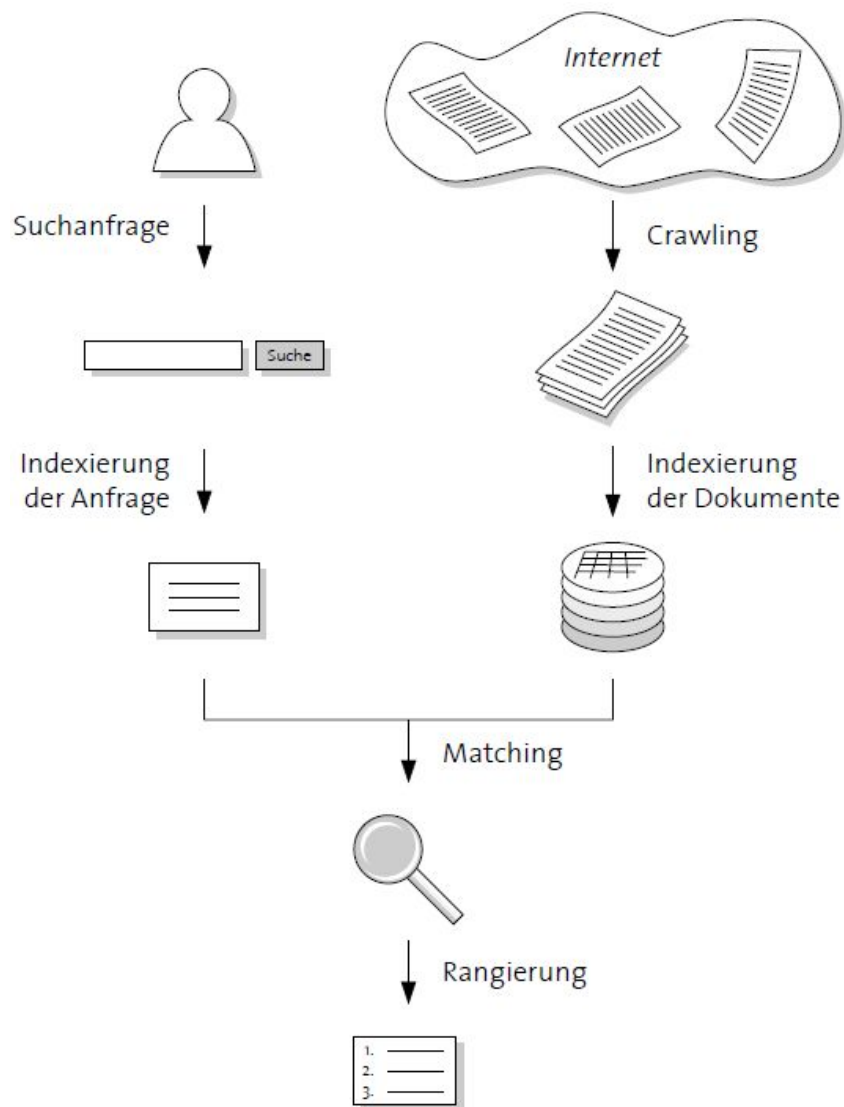 Internet
Suchanfrage
Crawling
Suche
Indexierung
der Anfrage
Indexierung
der Dokumente
Matching
Rangierung
1.
2.
3.